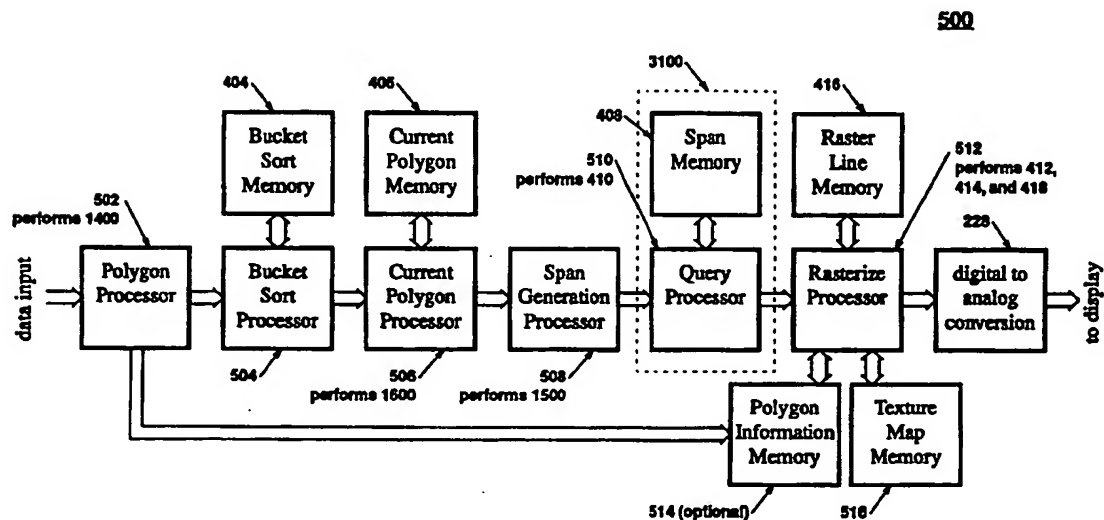 500
3100
404
405
408
416
Bucket
Sort
Memory
Current
Polygon
Memory
Span
Memory
Raster
Line
Memory
510
performs 410
512
performs 412,
414, and 418
502
performs 1400
228
data input
Polygon
Processor
Bucket
Sort
Processor
Current
Polygon
Processor
Span
Generation
Processor
Query
Processor
Rasterize
Processor
digital to
analog
conversion
to display
504
506
performs 1600
508
performs 1500
Polygon
Information
Memory
Texture
Map
Memory
514 (optional)
516